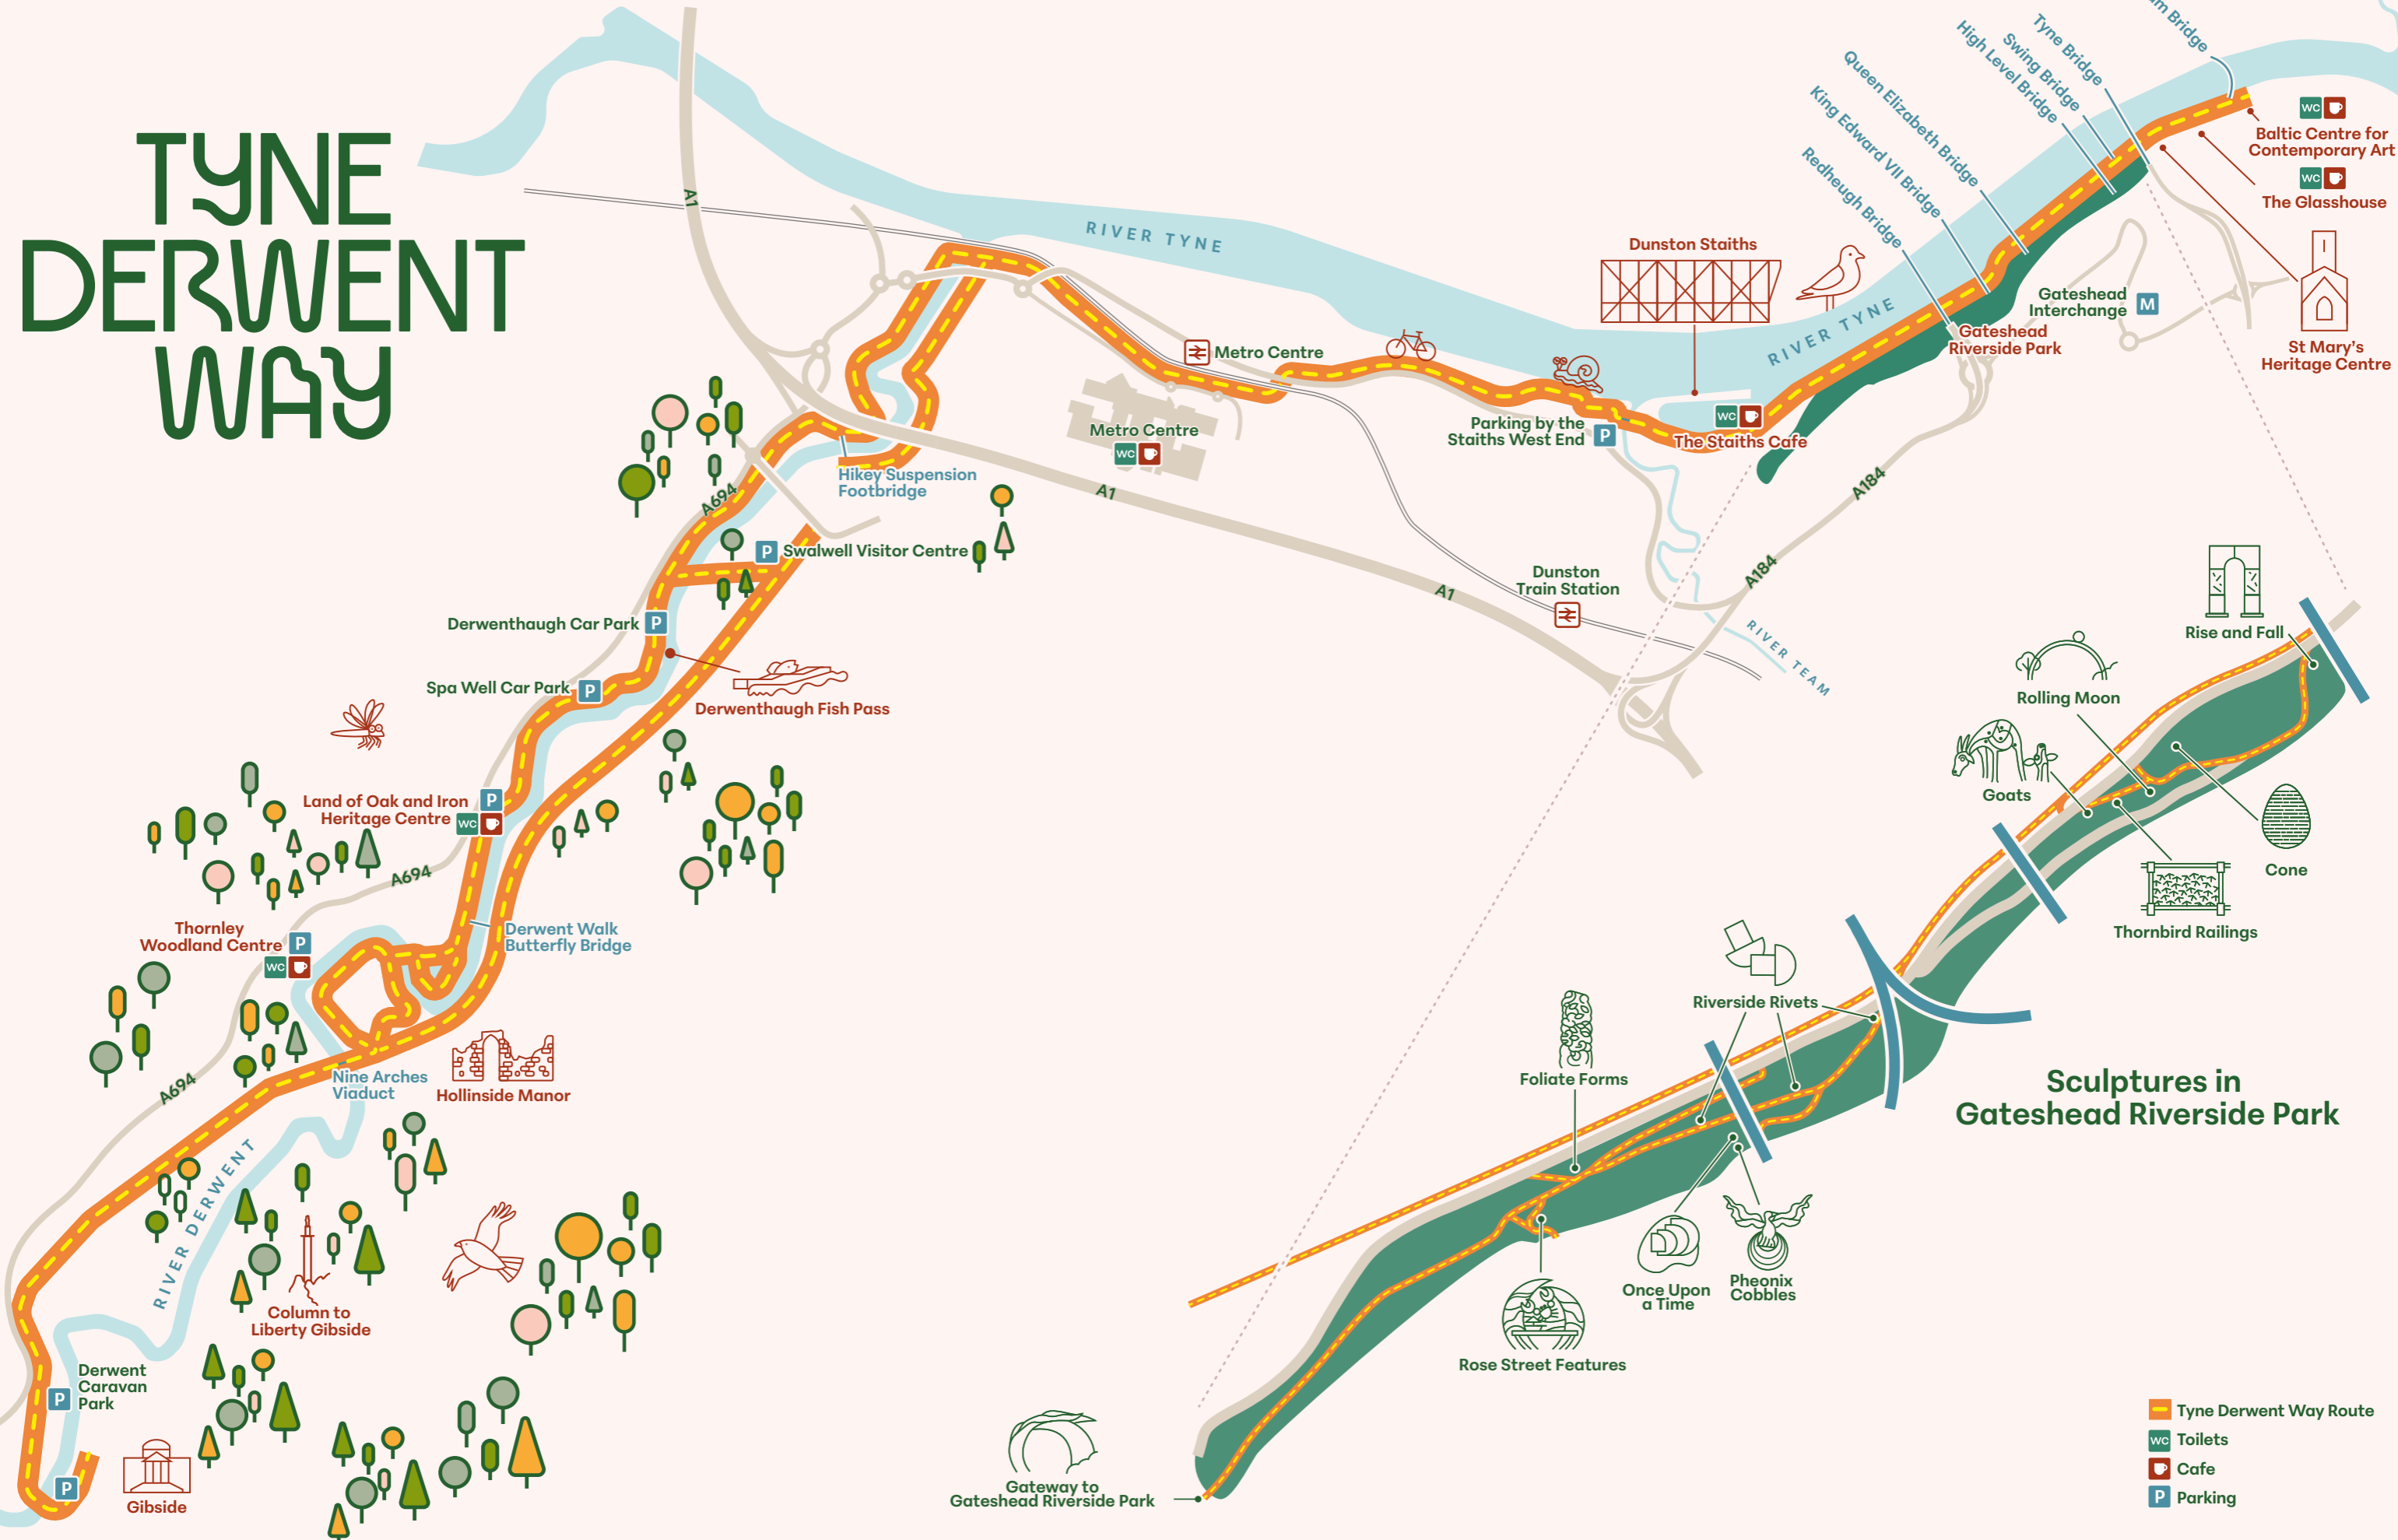 TYNE
DERWENT
WAY
A1
RIVER TYNE
Queen Elizabeth Bridge
King Edward VII Bridge
Redheugh Bridge
High Level Bridge
Swing Bridge
Tyne Bridge
Bridge
WC
Baltic Centre for
Contemporary Art
WC
The Glasshouse
St Mary's
Heritage Centre
Gateshead
Interchange
M
Gateshead
Riverside Park
RIVER TYNE
Dunston Staiths
WC
The Staiths Cafe
Parking by the
Staiths West End
P
Metro Centre
Metro Centre
WC
A1
A1
A184
A184
Dunston
Train Station
RIVER TEAM
Hikey Suspension
Footbridge
A694
P
Swalwell Visitor Centre
Derwenthaugh Car Park
P
Spa Well Car Park
P
Derwenthaugh Fish Pass
Land of Oak and Iron
Heritage Centre
P
WC
A694
Thornley
Woodland Centre
P
WC
Derwent Walk
Butterfly Bridge
Nine Arches
Viaduct
Hollinside Manor
A694
RIVER DERWENT
Column to
Liberty Gibside
Derwent
Caravan
Park
P
P
Gibside
Rise and Fall
Rolling Moon
Goats
Cone
Thornbird Railings
Riverside Rivets
Foliate Forms
Once Upon
a Time
Pheonix
Cobbles
Rose Street Features
Gateway to
Gateshead Riverside Park
Sculptures in
Gateshead Riverside Park
Tyne Derwent Way Route
WC Toilets
Cafe
P Parking